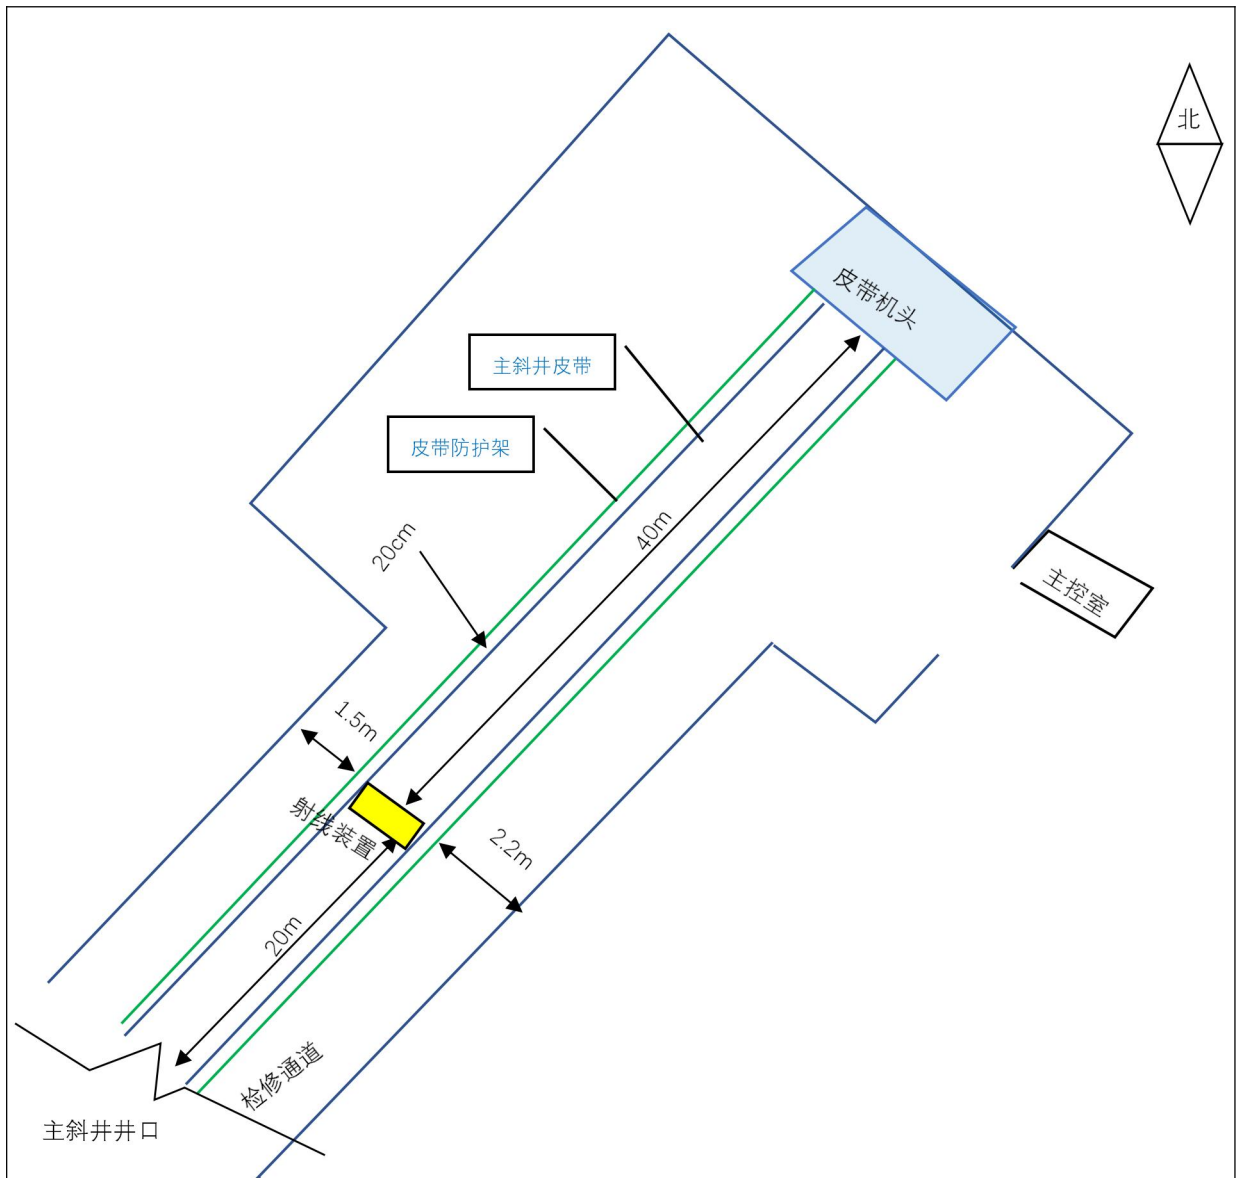 北
皮带机头
主斜井皮带
皮带防护架
40m
20cm
主控室
1.5m
射线装置
2.2m
20m
检修通道
主斜井井口